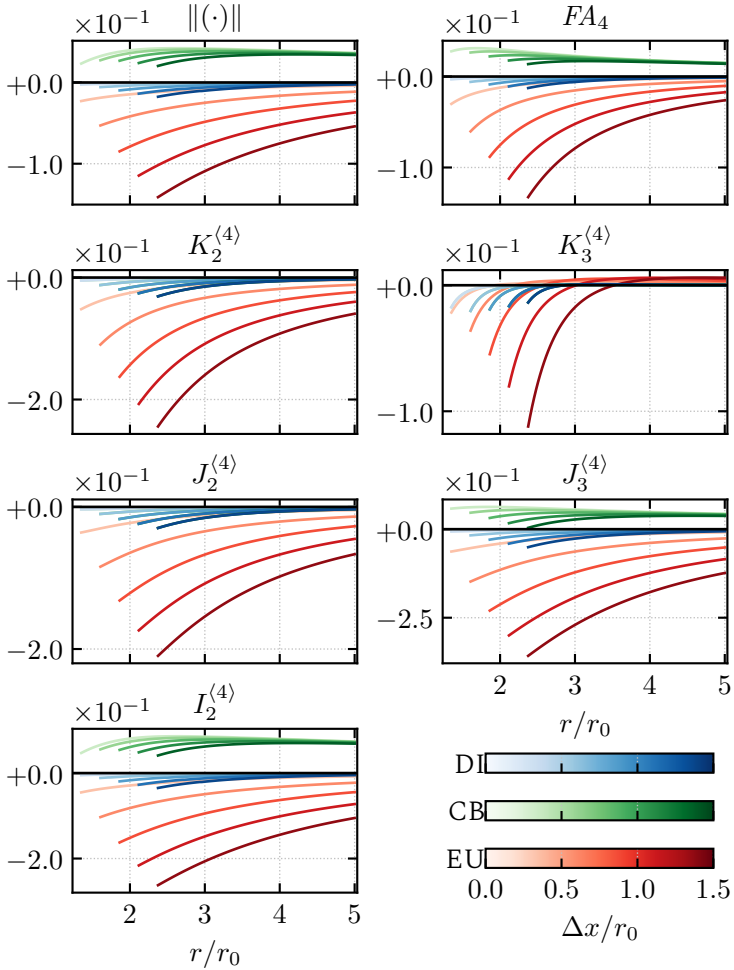 ‖(·)‖
×10⁻¹
+0.0
−1.0
FA₄
×10⁻¹
+0.0
−1.0
K₂^⟨4⟩
×10⁻¹
+0.0
−2.0
K₃^⟨4⟩
×10⁻¹
+0.0
−1.0
J₂^⟨4⟩
×10⁻¹
+0.0
−2.0
J₃^⟨4⟩
×10⁻¹
+0.0
−2.5
2 3 4 5
r/r₀
I₂^⟨4⟩
×10⁻¹
+0.0
−2.0
2 3 4 5
r/r₀
DI
CB
EU
0.0 0.5 1.0 1.5
Δx/r₀